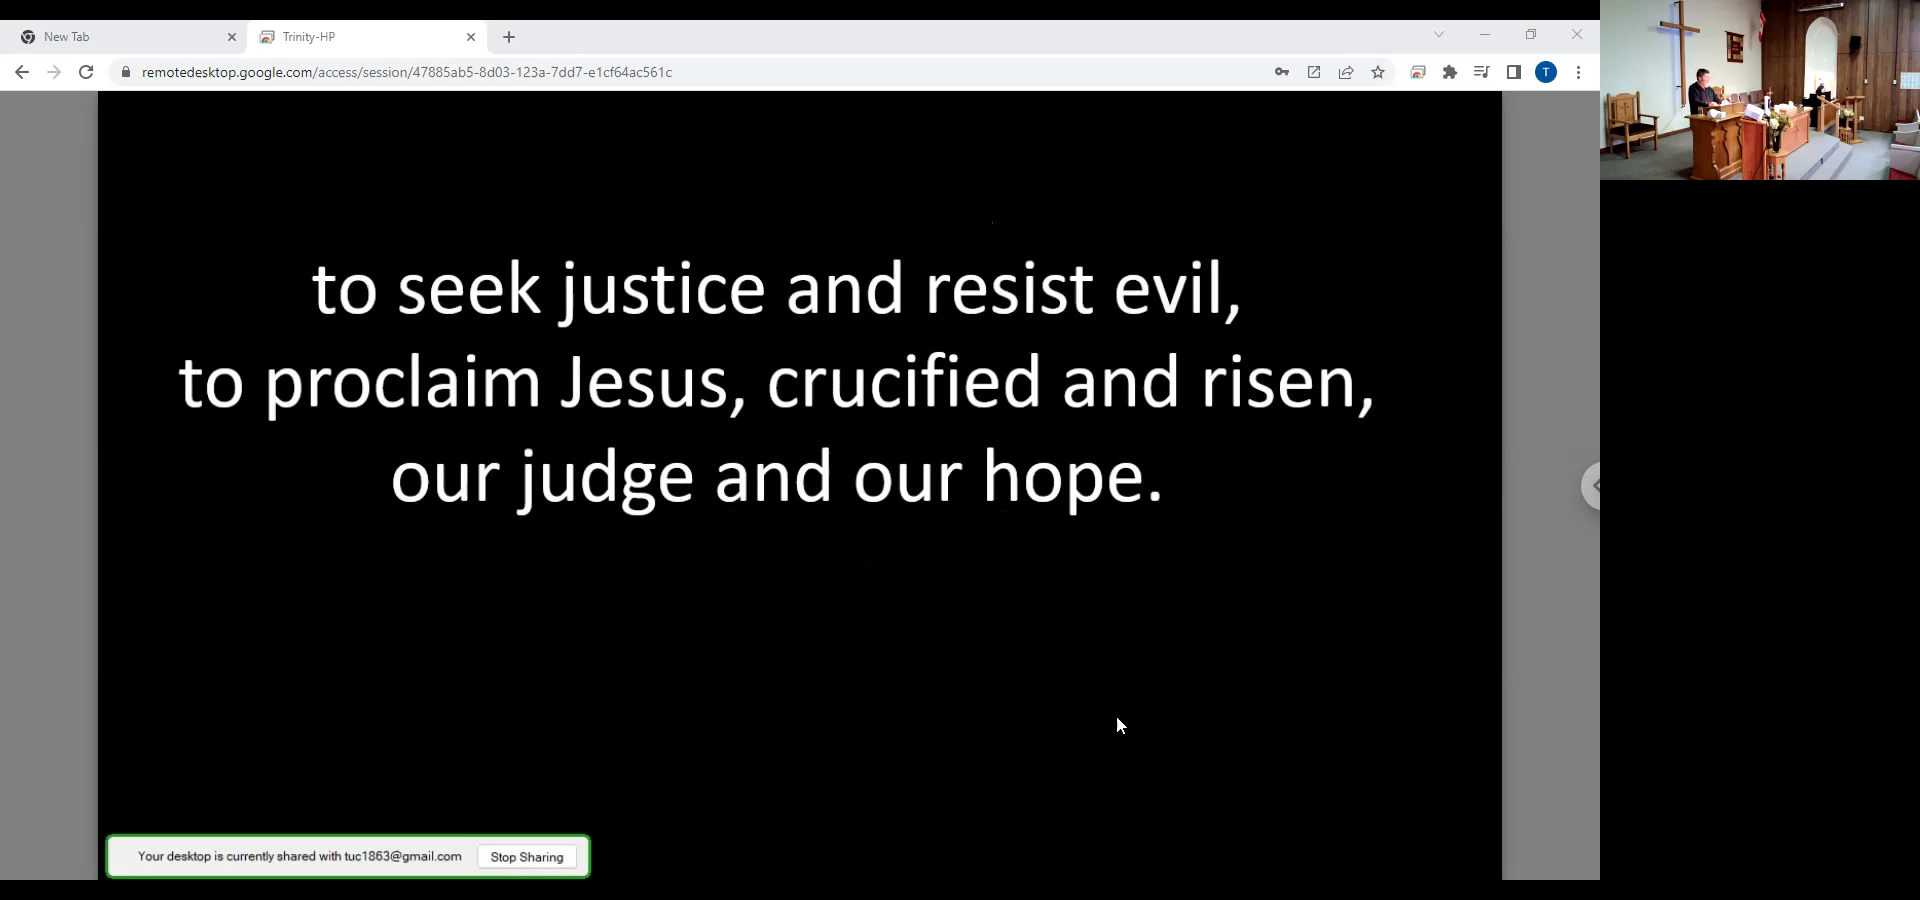 New Tab
Trinity-HP
remotedesktop.google.com/access/session/47885ab5-8d03-123a-7dd7-e1cf64ac561c
T
to seek justice and resist evil,
to proclaim Jesus, crucified and risen,
our judge and our hope.
Your desktop is currently shared with tuc1863@gmail.com
Stop Sharing